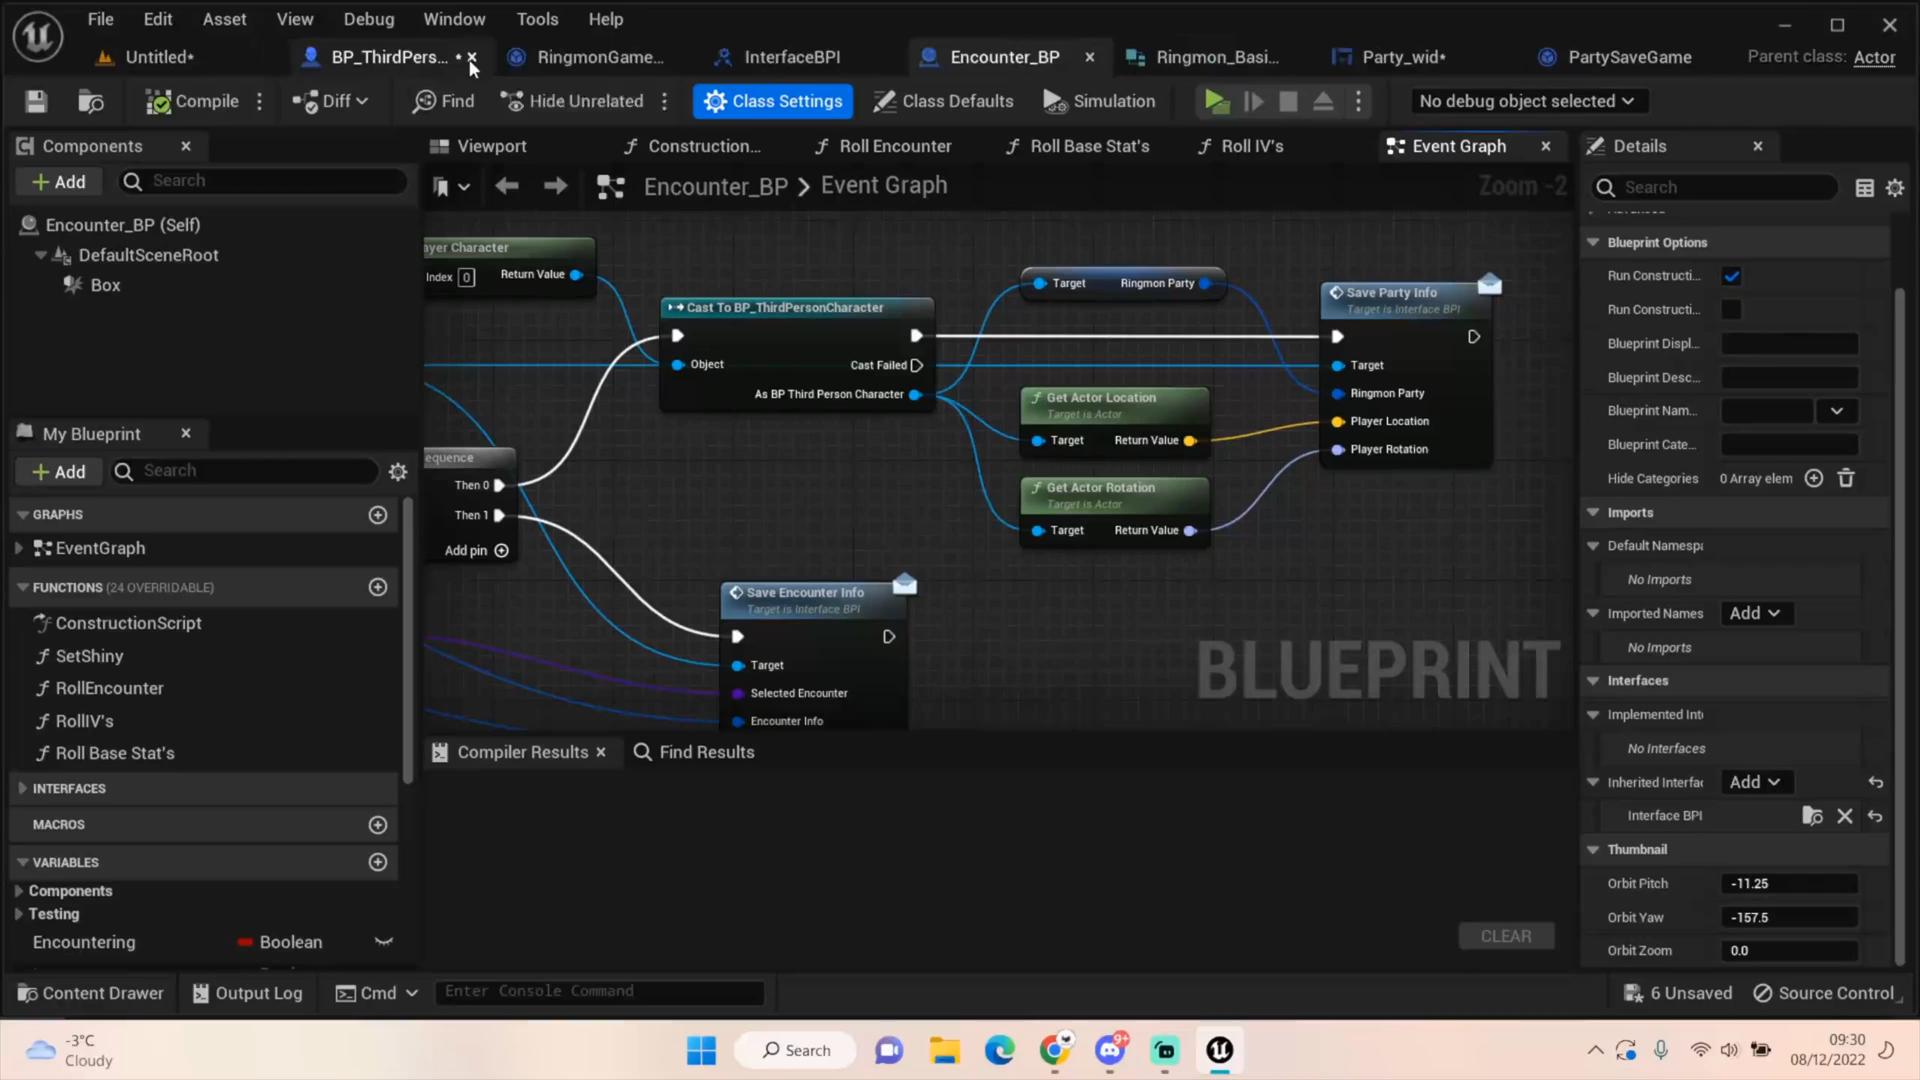 File Edit Asset View Debug Window Tools Help
Untitled* BP_ThirdPers... * RingmonGame... InterfaceBPI Encounter_BP Ringmon_Basi... Party_wid* PartySaveGame Parent class: Actor
Compile Diff Find Hide Unrelated Class Settings Class Defaults Simulation No debug object selected
Components Viewport Construction... Roll Encounter Roll Base Stat's Roll IV's Event Graph Details
Add Search Encounter_BP > Event Graph Zoom -2 Search
Encounter_BP (Self)
DefaultSceneRoot
Box
My Blueprint
Add Search
GRAPHS
EventGraph
FUNCTIONS (24 OVERRIDABLE)
ConstructionScript
SetShiny
RollEncounter
RollIV's
Roll Base Stat's
INTERFACES
MACROS
VARIABLES
Components
Testing
Encountering Boolean
ayer Character
Index 0 Return Value
Cast To BP_ThirdPersonCharacter
Object Cast Failed
As BP Third Person Character
Target Ringmon Party
Get Actor Location
Target is Actor
Target Return Value
Get Actor Rotation
Target is Actor
Target Return Value
Save Party Info
Target is Interface BPI
Target
Ringmon Party
Player Location
Player Rotation
equence
Then 0
Then 1
Add pin
Save Encounter Info
Target is Interface BPI
Target
Selected Encounter
Encounter Info
BLUEPRINT
Compiler Results Find Results
CLEAR
Blueprint Options
Run Constructi...
Run Constructi...
Blueprint Displ...
Blueprint Desc...
Blueprint Nam...
Blueprint Cate...
Hide Categories 0 Array elem
Imports
Default Namespa
No Imports
Imported Names Add
No Imports
Interfaces
Implemented Int
No Interfaces
Inherited Interfac Add
Interface BPI
Thumbnail
Orbit Pitch -11.25
Orbit Yaw -157.5
Orbit Zoom 0.0
Content Drawer Output Log Cmd Enter Console Command 6 Unsaved Source Control
-3°C
Cloudy
Search
9+
09:30
08/12/2022